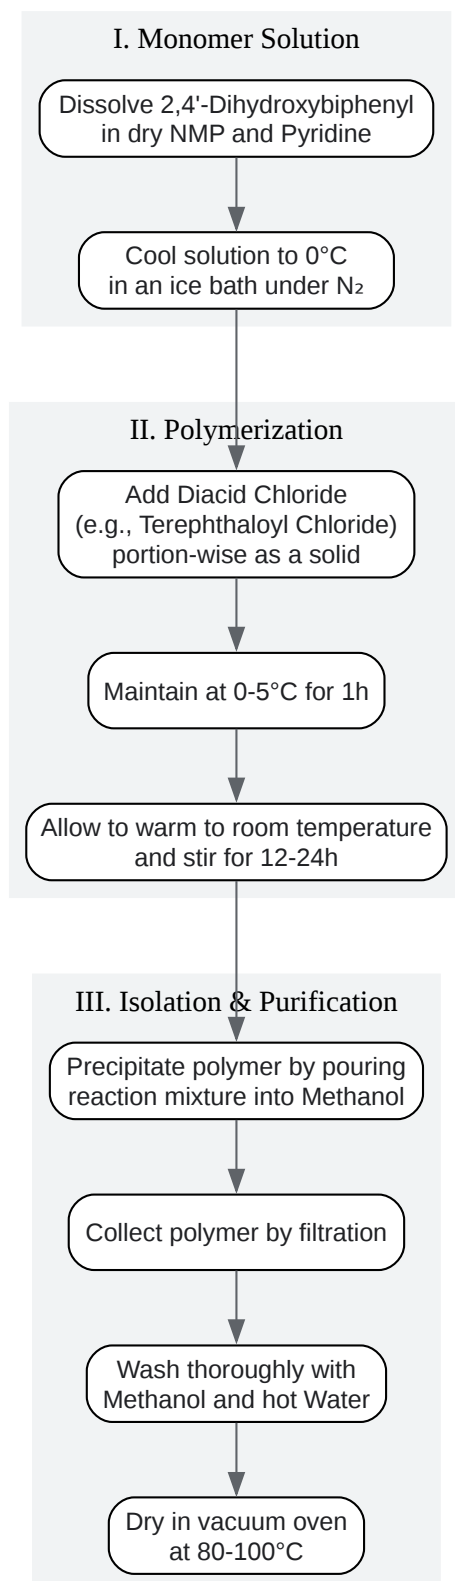 I. Monomer Solution
Dissolve 2,4'-Dihydroxybiphenyl
in dry NMP and Pyridine
Cool solution to 0°C
in an ice bath under N₂
II. Polymerization
Add Diacid Chloride
(e.g., Terephthaloyl Chloride)
portion-wise as a solid
Maintain at 0-5°C for 1h
Allow to warm to room temperature
and stir for 12-24h
III. Isolation & Purification
Precipitate polymer by pouring
reaction mixture into Methanol
Collect polymer by filtration
Wash thoroughly with
Methanol and hot Water
Dry in vacuum oven
at 80-100°C